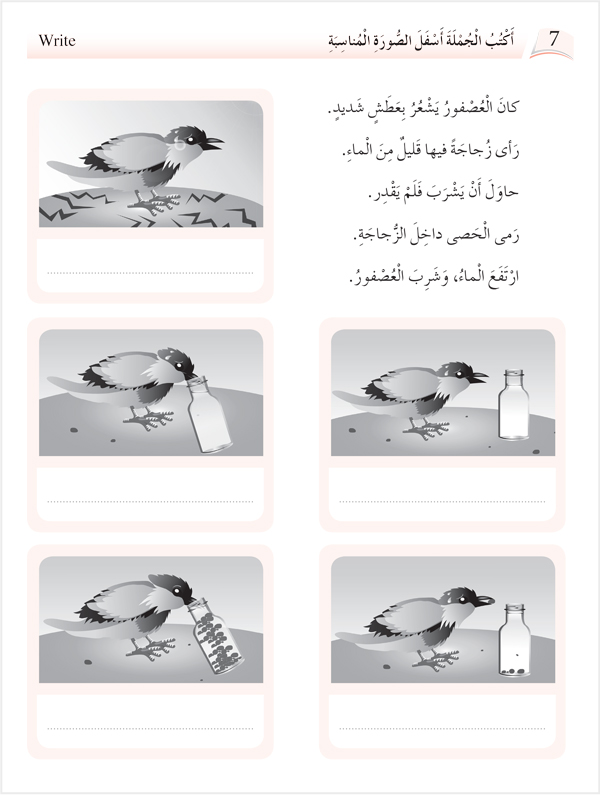 7 أَكْتُبُ الْجُمْلَةَ أَسْفَلَ الصُّورَةِ الْمُناسِبَةِ Write
كانَ الْعُصْفورُ يَشْعُرُ بِعَطَشٍ شَديدٍ.
رَأى زُجاجَةً فيها قَليلٌ مِنَ الْماءِ.
حاوَلَ أَنْ يَشْرَبَ فَلَمْ يَقْدِر.
رَمى الْحَصى داخِلَ الزُّجاجَةِ.
ارْتَفَعَ الْماءُ، وَشَرِبَ الْعُصْفورُ.